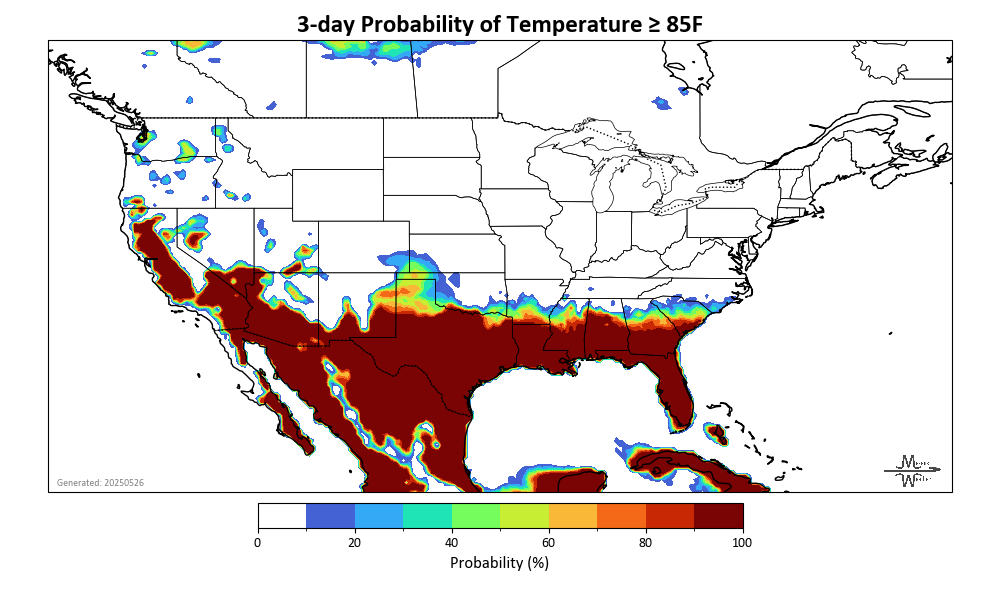 3-day Probability of Temperature ≥ 85F
Generated: 20250526
0 20 40 60 80 100
Probability (%)